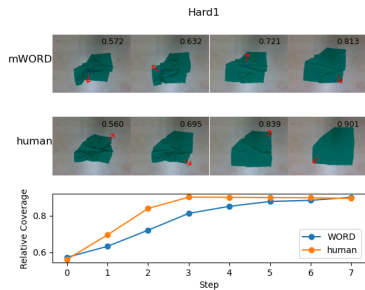 Hard1
mWORD
0.572 0.632 0.721 0.813
human
0.560 0.695 0.839 0.901
Relative Coverage
0.8
0.6
WORD
human
0 1 2 3 4 5 6 7
Step